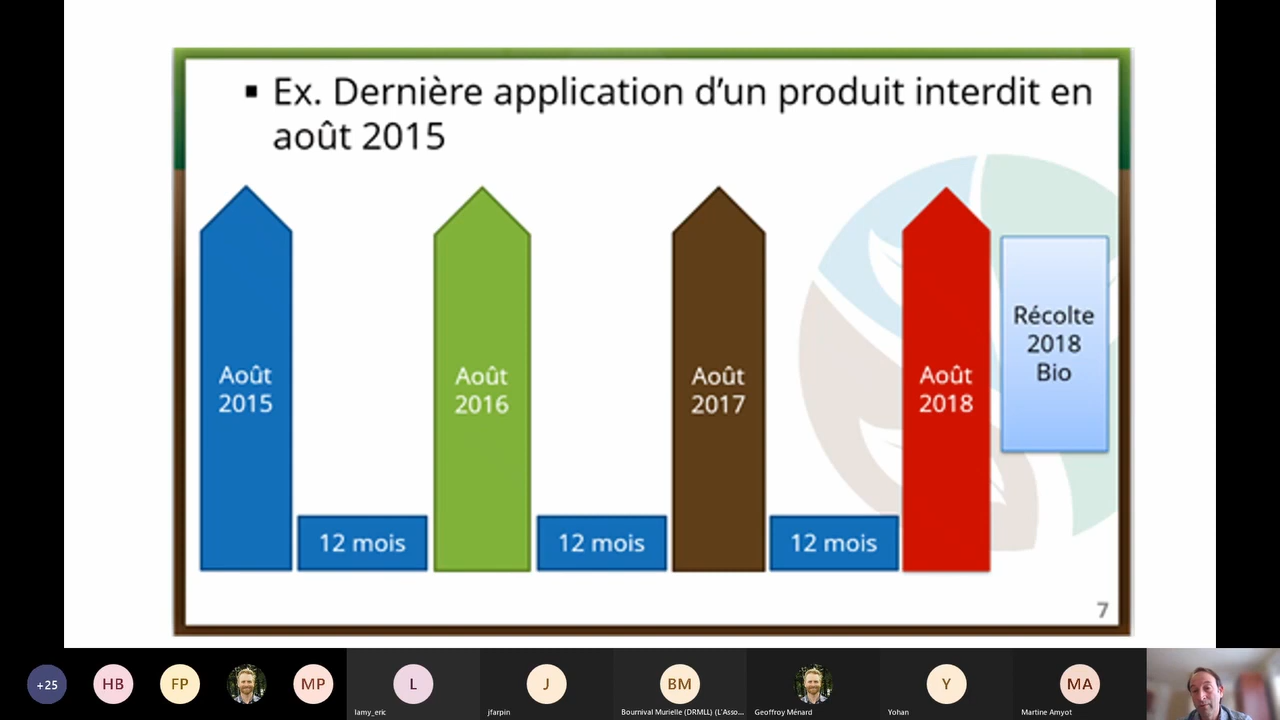 ▪ Ex. Dernière application d’un produit interdit en
août 2015
Août
2015
12 mois
Août
2016
12 mois
Août
2017
12 mois
Août
2018
Récolte
2018
Bio
7
+25
HB
FP
MP
L
lamy_eric
J
jfarpin
BM
Bournival Murielle (DRMLL) (L'Asso...
Geoffroy Ménard
Y
Yohan
MA
Martine Amyot